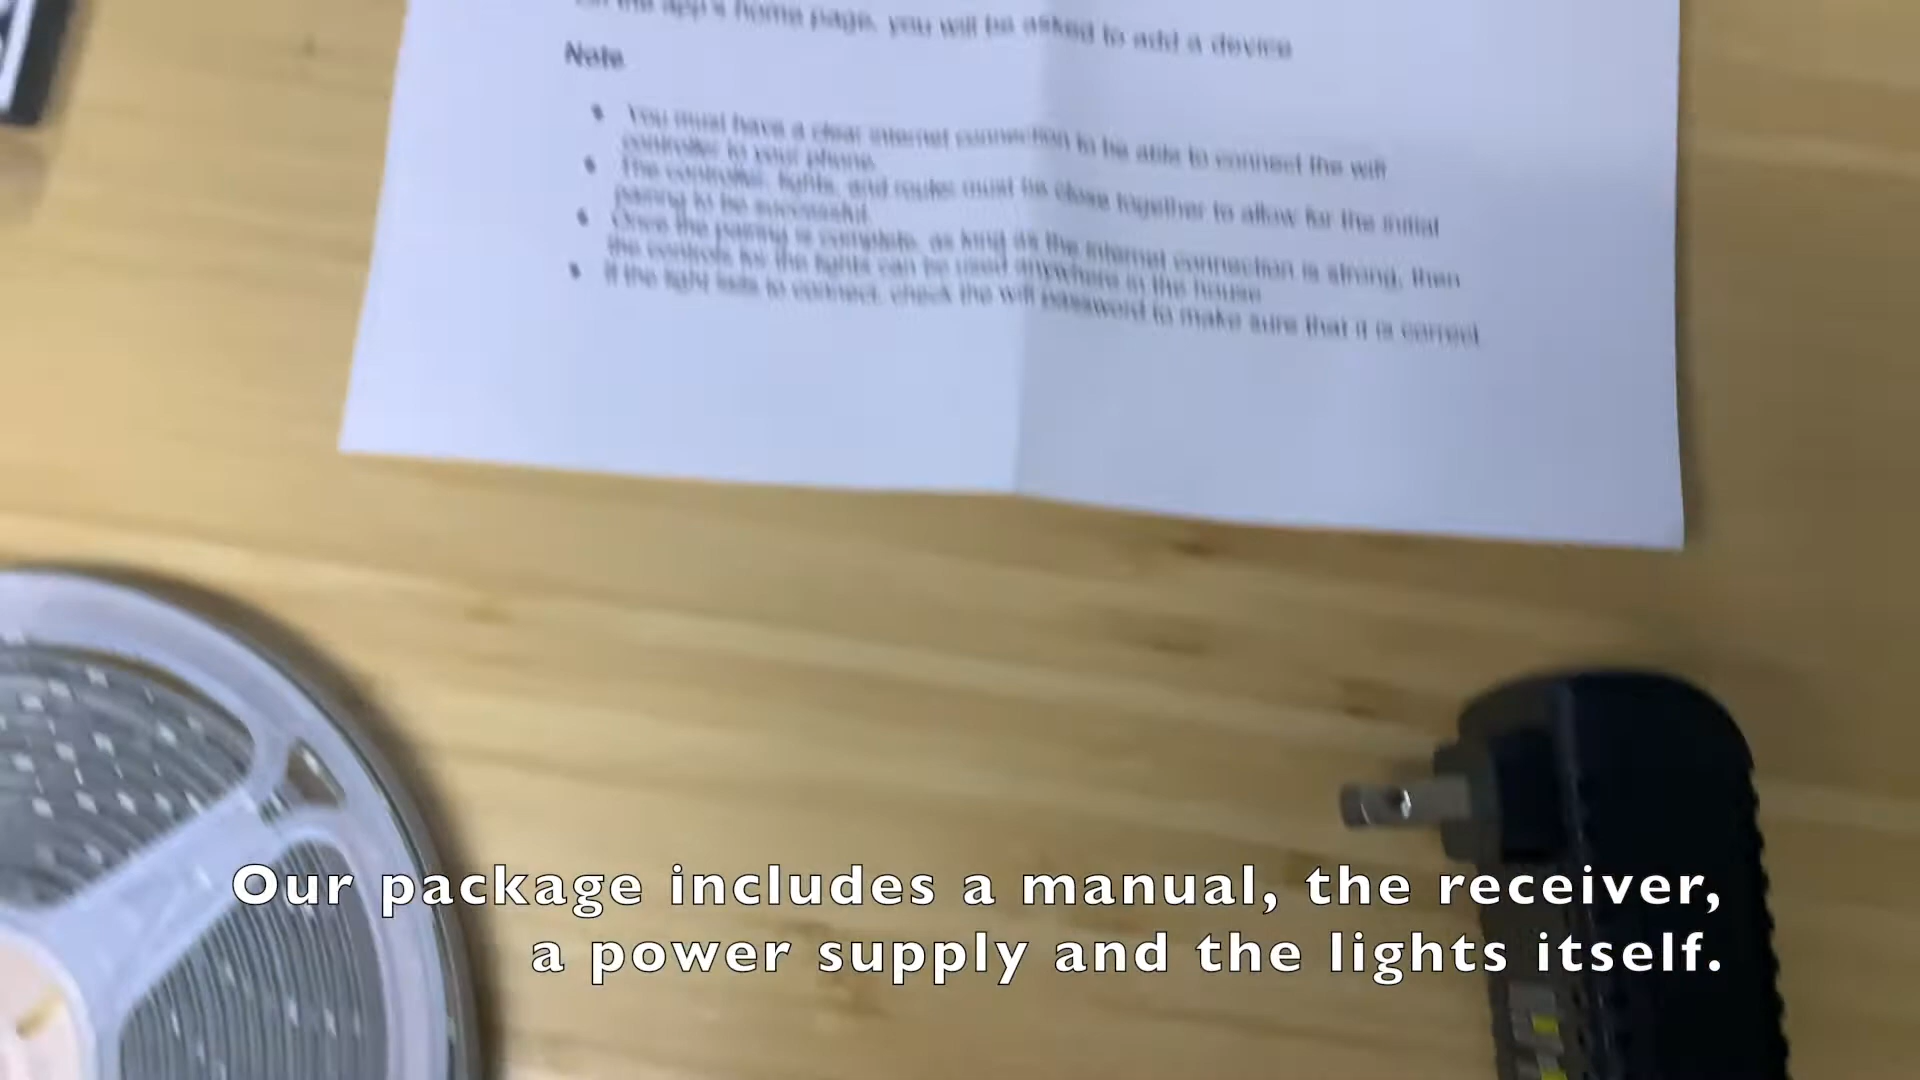 On the app's home page, you will be asked to add a device
Note
You must have a clear internet connection to be able to connect the wifi
controller to your phone.
The controller, lights, and router must be close together to allow for the initial
pairing to be successful.
Once the pairing is complete, as long as the internet connection is strong, then
the controls for the lights can be used anywhere in the house
If the light fails to connect, check the wifi password to make sure that it is correct
Our package includes a manual, the receiver,
a power supply and the lights itself.